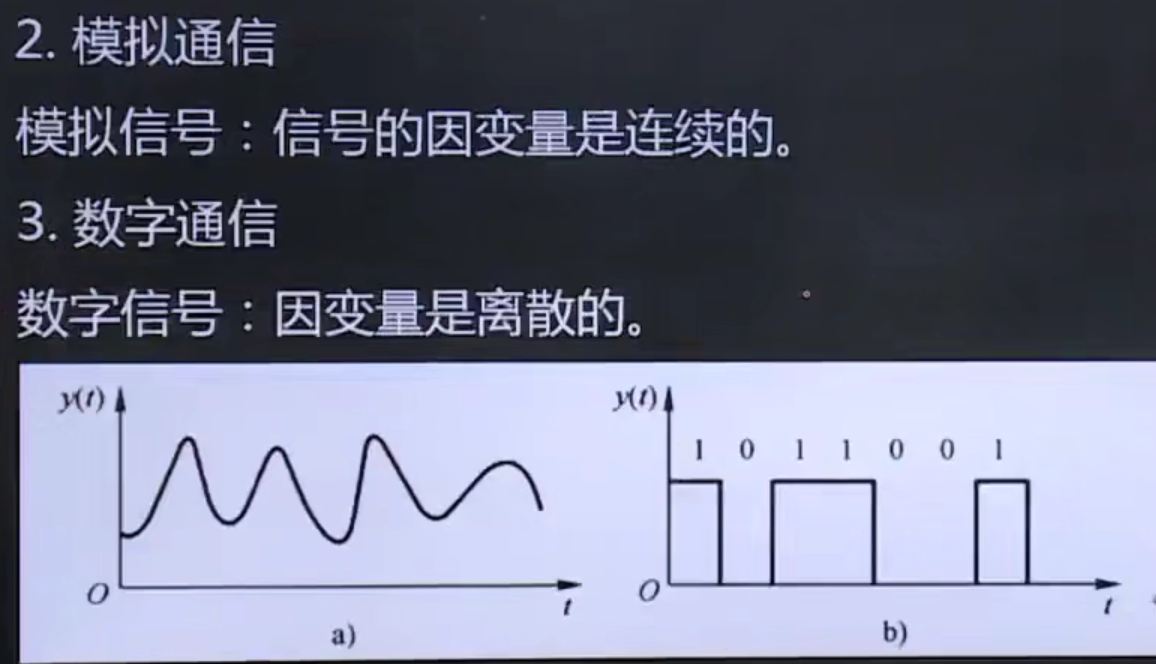 2. 模拟通信
模拟信号：信号的因变量是连续的。
3. 数字通信
数字信号：因变量是离散的。
y(t)
O
t
a)
y(t)
1 0 1 1 0 0 1
O
t
b)